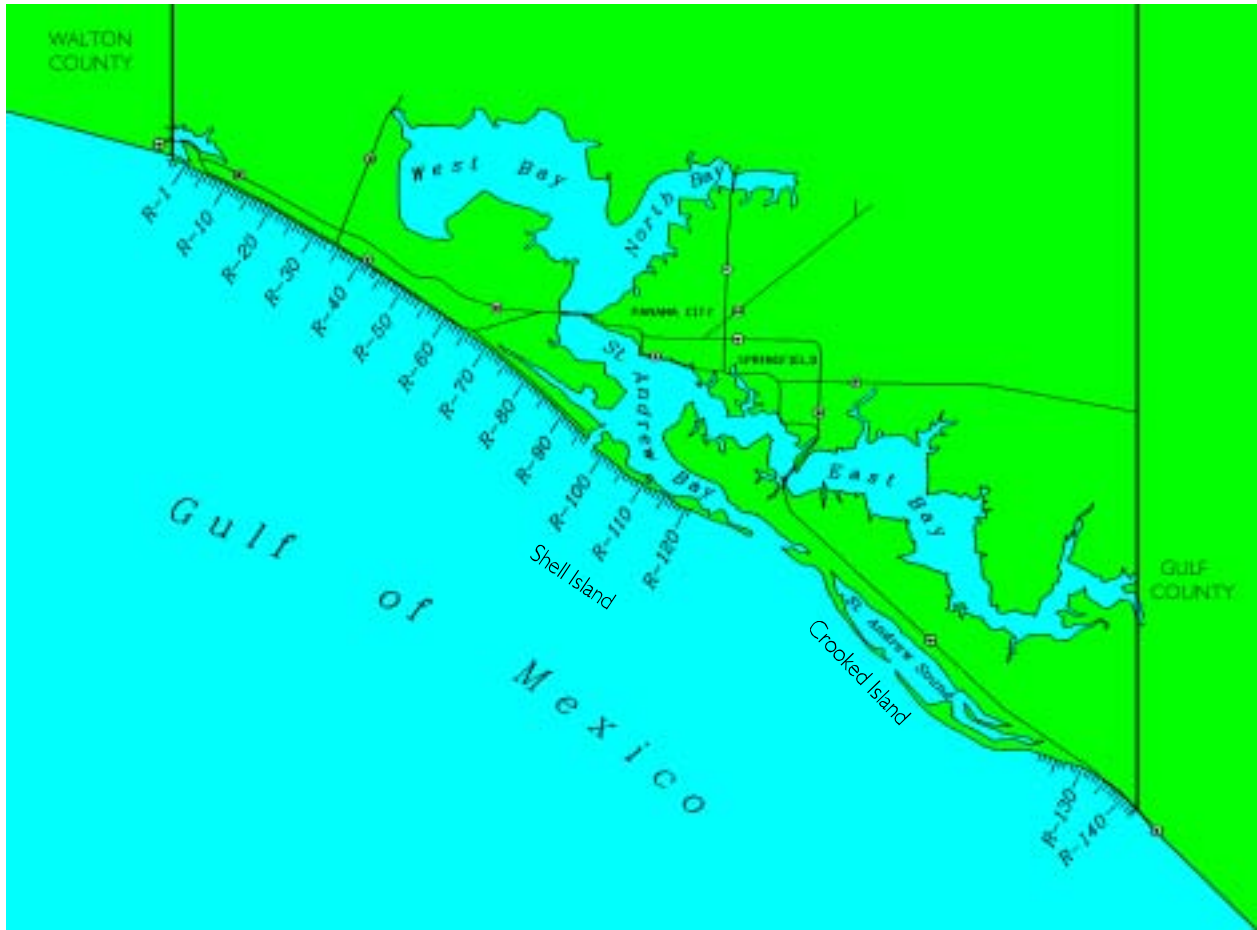 WALTON
COUNTY
West Bay
North Bay
R-1
R-10
R-20
R-30
R-40
R-50
R-60
R-70
R-80
R-90
R-100
R-110
R-120
PANAMA CITY
SPRINGFIELD
St. Andrew Bay
East Bay
Gulf of Mexico
Shell Island
Crooked Island
St. Andrew Sound
GULF
COUNTY
R-130
R-140